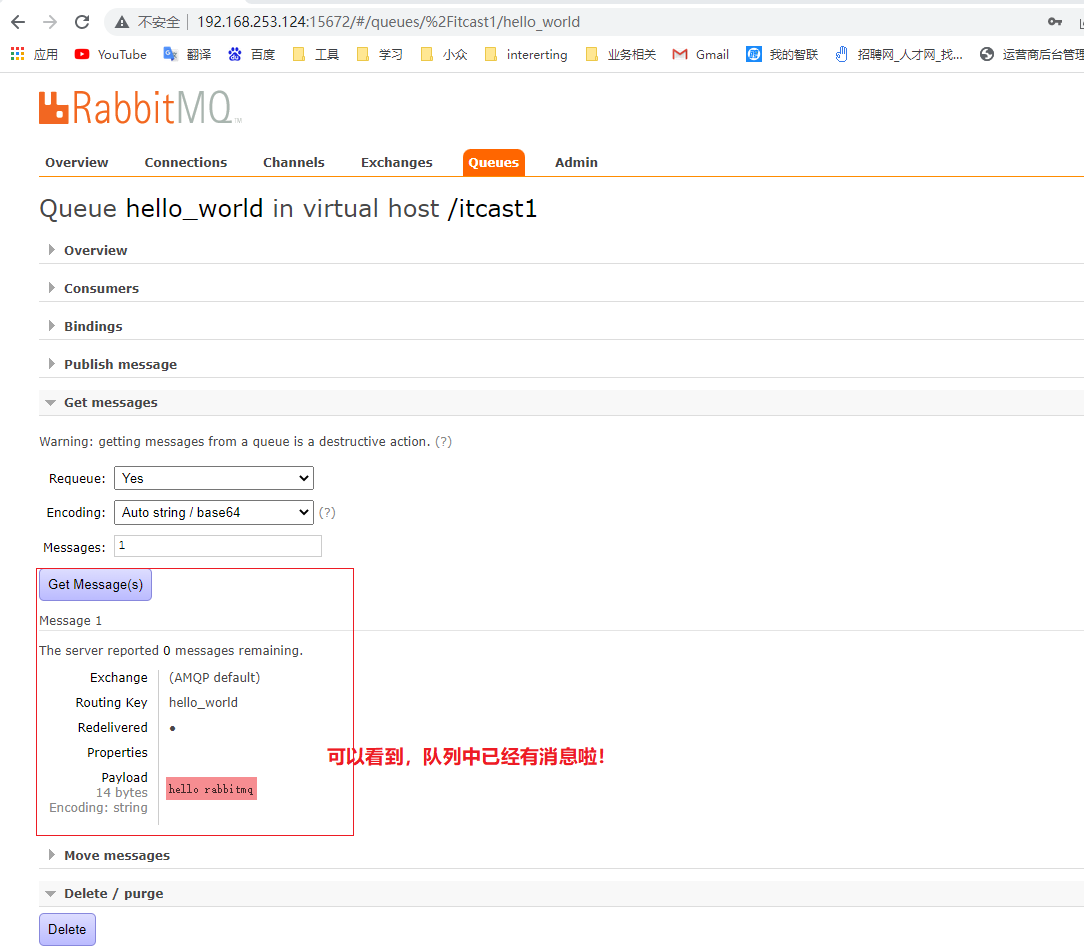 不安全 192.168.253.124:15672/#/queues/%2Fitcast1/hello_world
应用 YouTube 翻译 百度 工具 学习 小众 intererting 业务相关 Gmail 我的智联 招聘网_人才网_找... 运营商后台管理
RabbitMQ™
Overview Connections Channels Exchanges Queues Admin
Queue hello_world in virtual host /itcast1
Overview
Consumers
Bindings
Publish message
Get messages
Warning: getting messages from a queue is a destructive action. (?)
Requeue: Yes
Encoding: Auto string / base64 (?)
Messages: 1
Get Message(s)
Message 1
The server reported 0 messages remaining.
Exchange (AMQP default)
Routing Key hello_world
Redelivered ●
Properties
可以看到，队列中已经有消息啦！
Payload
14 bytes
Encoding: string
hello rabbitmq
Move messages
Delete / purge
Delete